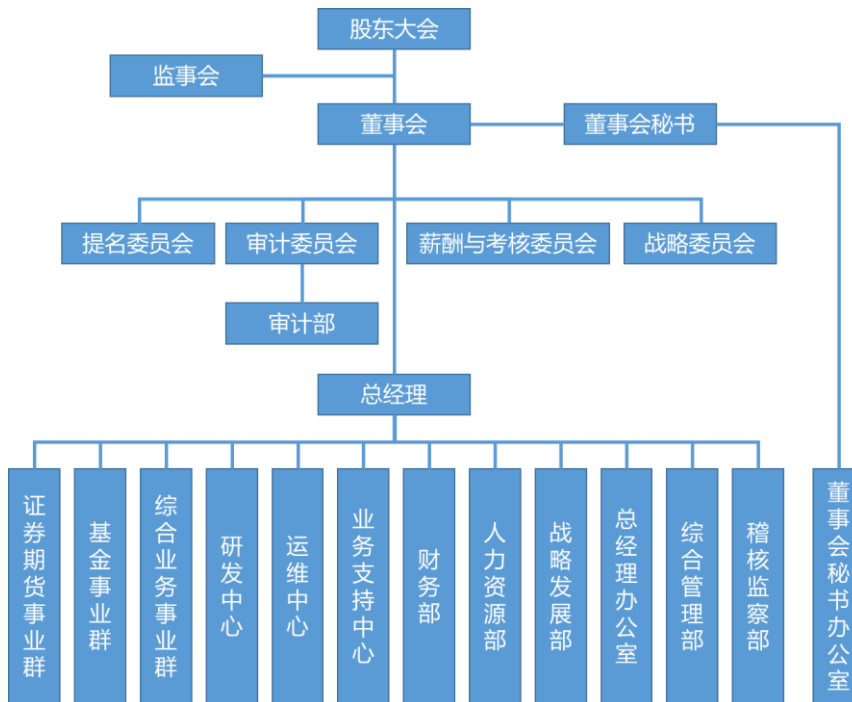 股东大会
监事会
董事会
董事会秘书
提名委员会
审计委员会
薪酬与考核委员会
战略委员会
审计部
总经理
证券期货事业群
基金事业群
综合业务事业群
研发中心
运维中心
业务支持中心
财务部
人力资源部
战略发展部
总经理办公室
综合管理部
稽核监察部
董事会秘书办公室